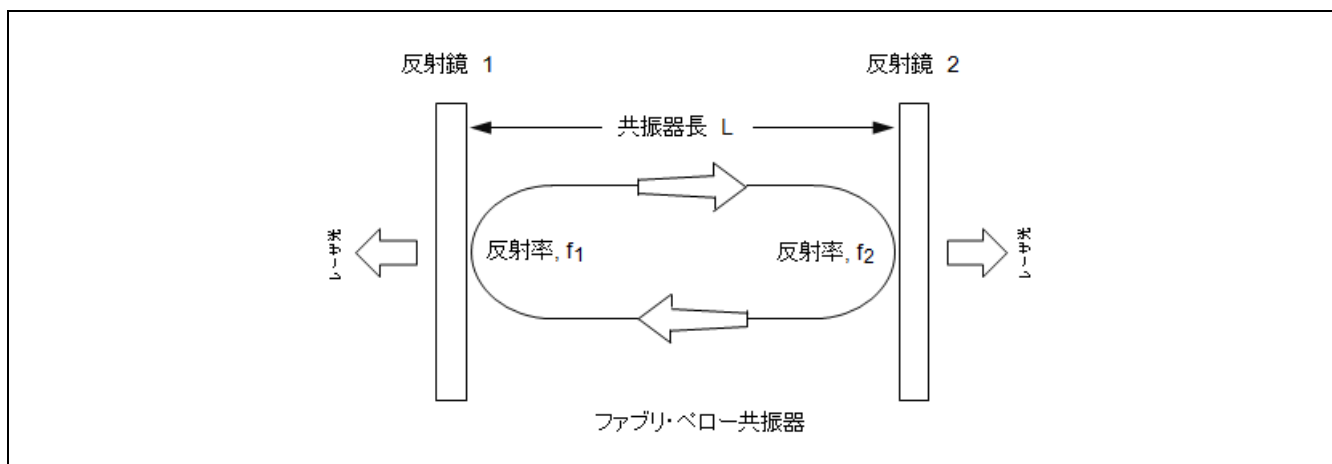 反射鏡 1
反射鏡 2
共振器長 L
反射率, f1
反射率, f2
レーザ光
レーザ光
ファブリ・ペロー共振器